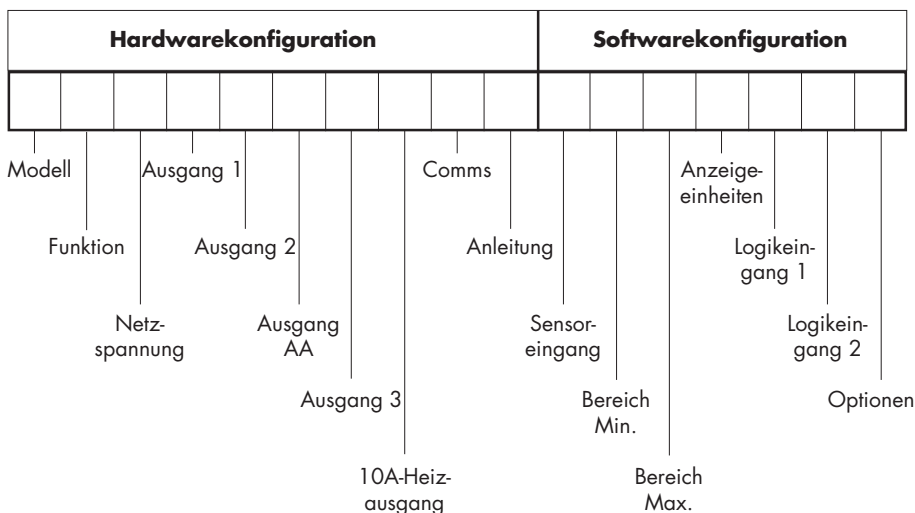 Hardwarekonfiguration
Softwarekonfiguration
Modell
Ausgang 1
Comms
Anzeige-
einheiten
Funktion
Ausgang 2
Anleitung
Logikein-
gang 1
Netz-
spannung
Ausgang
AA
Sensor-
eingang
Logikein-
gang 2
Ausgang 3
Bereich
Min.
Optionen
10A-Heiz-
ausgang
Bereich
Max.